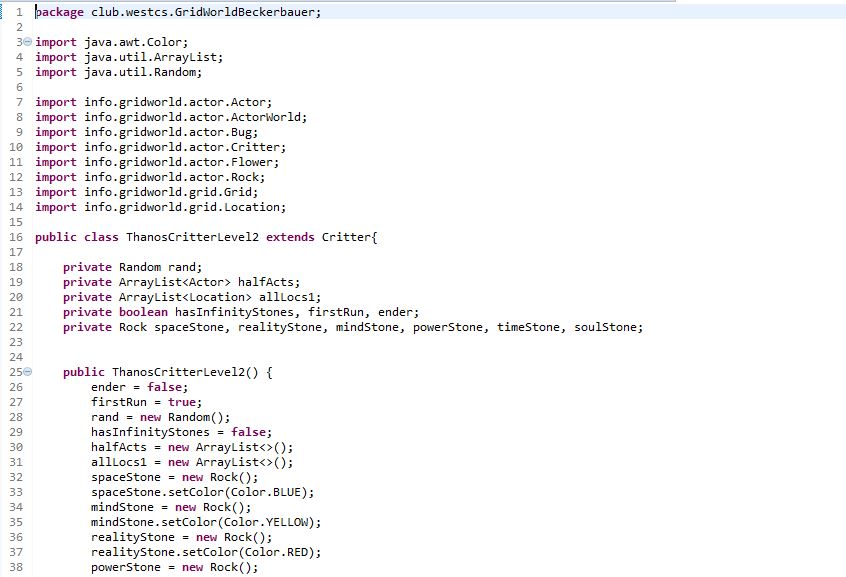 1 package club.westcs.GridWorldBeckerbauer;
2
3 import java.awt.Color;
4 import java.util.ArrayList;
5 import java.util.Random;
6
7 import info.gridworld.actor.Actor;
8 import info.gridworld.actor.ActorWorld;
9 import info.gridworld.actor.Bug;
10 import info.gridworld.actor.Critter;
11 import info.gridworld.actor.Flower;
12 import info.gridworld.actor.Rock;
13 import info.gridworld.grid.Grid;
14 import info.gridworld.grid.Location;
15
16 public class ThanosCritterLevel2 extends Critter{
17
18     private Random rand;
19     private ArrayList<Actor> halfActs;
20     private ArrayList<Location> allLocs1;
21     private boolean hasInfinityStones, firstRun, ender;
22     private Rock spaceStone, realityStone, mindStone, powerStone, timeStone, soulStone;
23
24
25     public ThanosCritterLevel2() {
26         ender = false;
27         firstRun = true;
28         rand = new Random();
29         hasInfinityStones = false;
30         halfActs = new ArrayList<>();
31         allLocs1 = new ArrayList<>();
32         spaceStone = new Rock();
33         spaceStone.setColor(Color.BLUE);
34         mindStone = new Rock();
35         mindStone.setColor(Color.YELLOW);
36         realityStone = new Rock();
37         realityStone.setColor(Color.RED);
38         powerStone = new Rock();